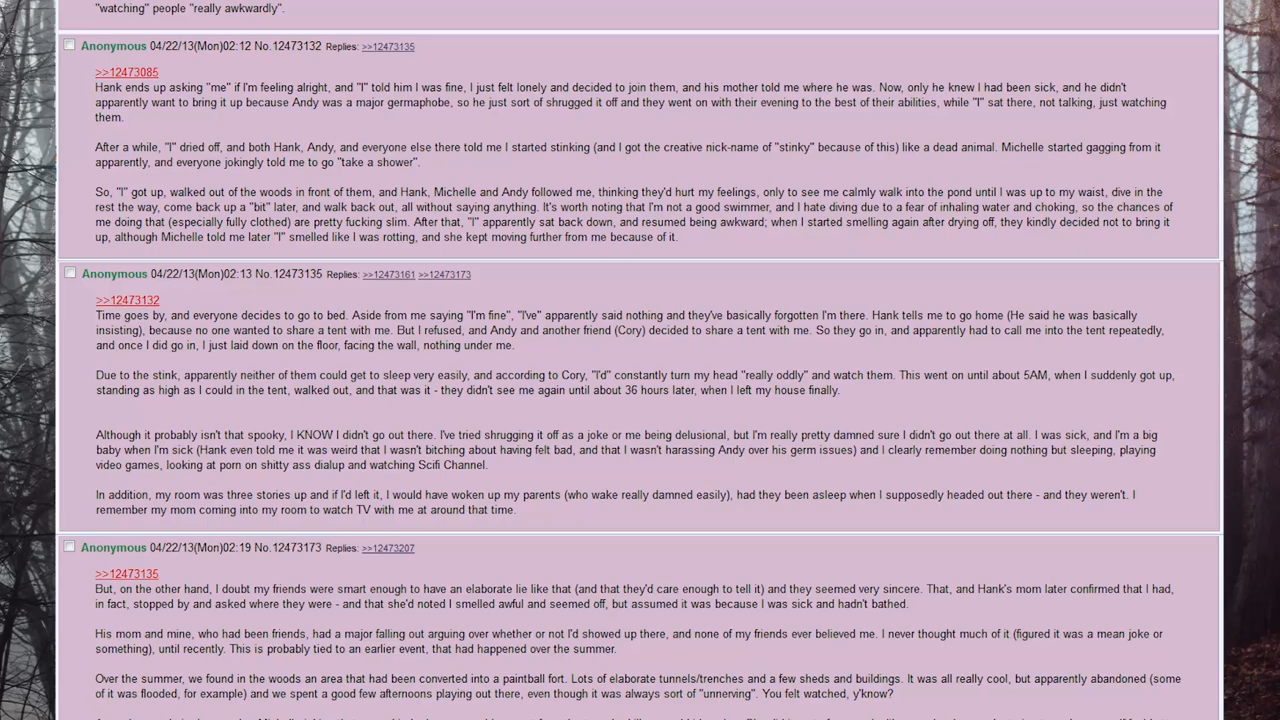 "watching" people "really awkwardly".
Anonymous 04/22/13(Mon)02:12 No.12473132 Replies: >>12473135
>>12473085
Hank ends up asking "me" if I'm feeling alright, and "I" told him I was fine, I just felt lonely and decided to join them, and his mother told me where he was. Now, only he knew I had been sick, and he didn't
apparently want to bring it up because Andy was a major germaphobe, so he just sort of shrugged it off and they went on with their evening to the best of their abilities, while "I" sat there, not talking, just watching
them.
After a while, "I" dried off, and both Hank, Andy, and everyone else there told me I started stinking (and I got the creative nick-name of "stinky" because of this) like a dead animal. Michelle started gagging from it
apparently, and everyone jokingly told me to go "take a shower".
So, "I" got up, walked out of the woods in front of them, and Hank, Michelle and Andy followed me, thinking they'd hurt my feelings, only to see me calmly walk into the pond until I was up to my waist, dive in the
rest the way, come back up a "bit" later, and walk back out, all without saying anything. It's worth noting that I'm not a good swimmer, and I hate diving due to a fear of inhaling water and choking, so the chances of
me doing that (especially fully clothed) are pretty fucking slim. After that, "I" apparently sat back down, and resumed being awkward; when I started smelling again after drying off, they kindly decided not to bring it
up, although Michelle told me later "I" smelled like I was rotting, and she kept moving further from me because of it.
Anonymous 04/22/13(Mon)02:13 No.12473135 Replies: >>12473161 >>12473173
>>12473132
Time goes by, and everyone decides to go to bed. Aside from me saying "I'm fine", "I've" apparently said nothing and they've basically forgotten I'm there. Hank tells me to go home (He said he was basically
insisting), because no one wanted to share a tent with me. But I refused, and Andy and another friend (Cory) decided to share a tent with me. So they go in, and apparently had to call me into the tent repeatedly,
and once I did go in, I just laid down on the floor, facing the wall, nothing under me.
Due to the stink, apparently neither of them could get to sleep very easily, and according to Cory, "I'd" constantly turn my head "really oddly" and watch them. This went on until about 5AM, when I suddenly got up,
standing as high as I could in the tent, walked out, and that was it - they didn't see me again until about 36 hours later, when I left my house finally.
Although it probably isn't that spooky, I KNOW I didn't go out there. I've tried shrugging it off as a joke or me being delusional, but I'm really pretty damned sure I didn't go out there at all. I was sick, and I'm a big
baby when I'm sick (Hank even told me it was weird that I wasn't bitching about having felt bad, and that I wasn't harassing Andy over his germ issues) and I clearly remember doing nothing but sleeping, playing
video games, looking at porn on shitty ass dialup and watching Scifi Channel.
In addition, my room was three stories up and if I'd left it, I would have woken up my parents (who wake really damned easily), had they been asleep when I supposedly headed out there - and they weren't. I
remember my mom coming into my room to watch TV with me at around that time.
Anonymous 04/22/13(Mon)02:19 No.12473173 Replies: >>12473207
>>12473135
But, on the other hand, I doubt my friends were smart enough to have an elaborate lie like that (and that they'd care enough to tell it) and they seemed very sincere. That, and Hank's mom later confirmed that I had,
in fact, stopped by and asked where they were - and that she'd noted I smelled awful and seemed off, but assumed it was because I was sick and hadn't bathed.
His mom and mine, who had been friends, had a major falling out arguing over whether or not I'd showed up there, and none of my friends ever believed me. I never thought much of it (figured it was a mean joke or
something), until recently. This is probably tied to an earlier event, that had happened over the summer.
Over the summer, we found in the woods an area that had been converted into a paintball fort. Lots of elaborate tunnels/trenches and a few sheds and buildings. It was all really cool, but apparently abandoned (some
of it was flooded, for example) and we spent a good few afternoons playing out there, even though it was always sort of "unnerving". You felt watched, y'know?